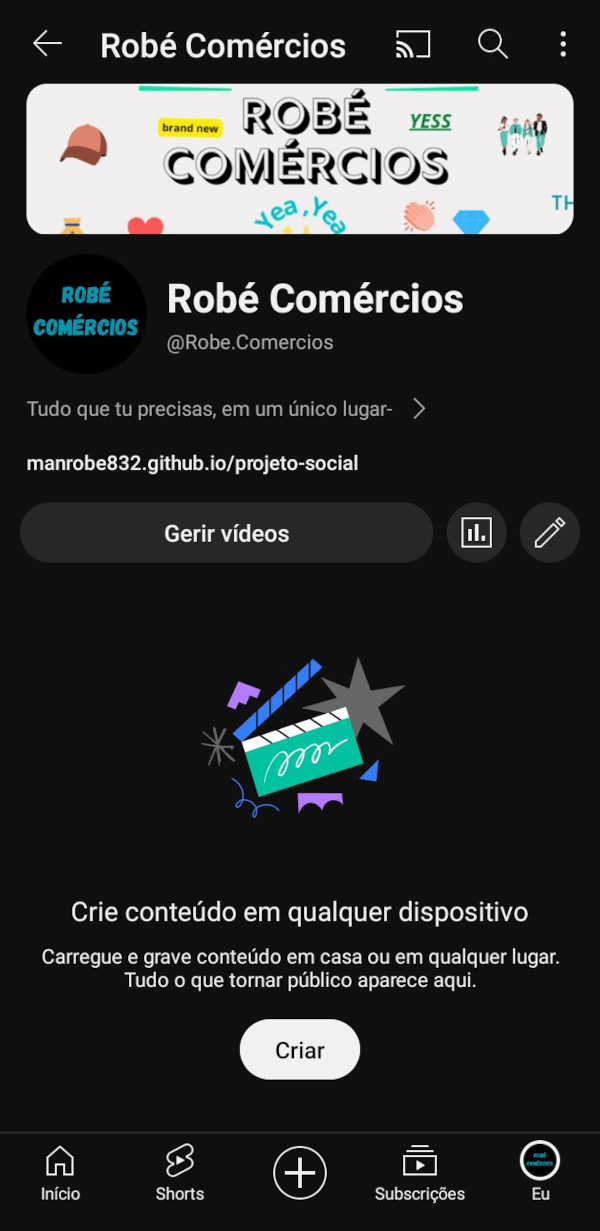 Robé Comércios
brand new
ROBÉ
YESS
COMÉRCIOS
TH
Yea, Yea
ROBÉ
COMÉRCIOS
Robé Comércios
@Robe.Comercios
Tudo que tu precisas, em um único lugar-
manrobe832.github.io/projeto-social
Gerir vídeos
Crie conteúdo em qualquer dispositivo
Carregue e grave conteúdo em casa ou em qualquer lugar.
Tudo o que tornar público aparece aqui.
Criar
Início
Shorts
Subscrições
Eu